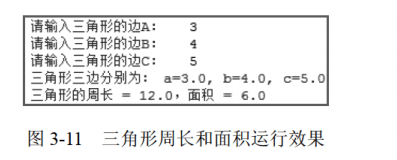 请输入三角形的边A:    3
请输入三角形的边B:    4
请输入三角形的边C:    5
三角形三边分别为: a=3.0, b=4.0, c=5.0
三角形的周长 = 12.0，面积 = 6.0
图 3-11    三角形周长和面积运行效果